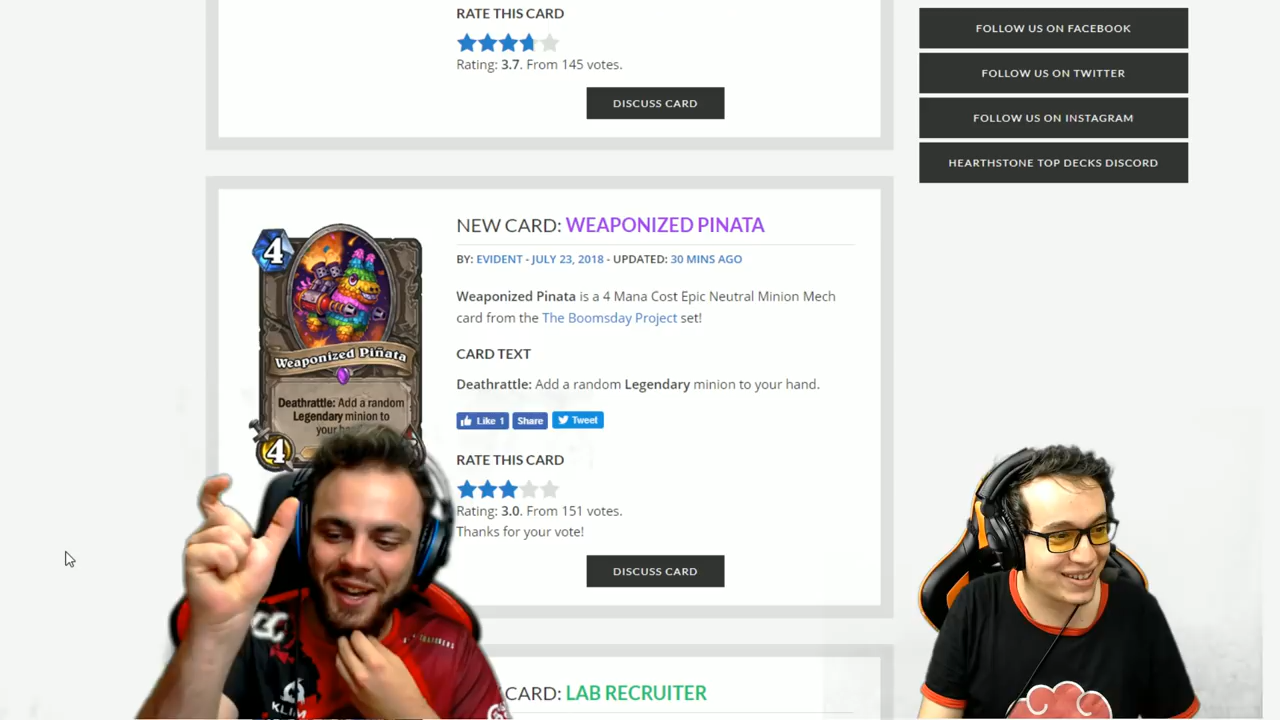 RATE THIS CARD
Rating: 3.7. From 145 votes.
DISCUSS CARD
FOLLOW US ON FACEBOOK
FOLLOW US ON TWITTER
FOLLOW US ON INSTAGRAM
HEARTHSTONE TOP DECKS DISCORD
4
Weaponized Piñata
Deathrattle: Add a random
Legendary minion to
your
4
NEW CARD: WEAPONIZED PINATA
BY: EVIDENT - JULY 23, 2018 - UPDATED: 30 MINS AGO
Weaponized Pinata is a 4 Mana Cost Epic Neutral Minion Mech
card from the The Boomsday Project set!
CARD TEXT
Deathrattle: Add a random Legendary minion to your hand.
Like 1 Share Tweet
RATE THIS CARD
Rating: 3.0. From 151 votes.
Thanks for your vote!
DISCUSS CARD
CARD: LAB RECRUITER